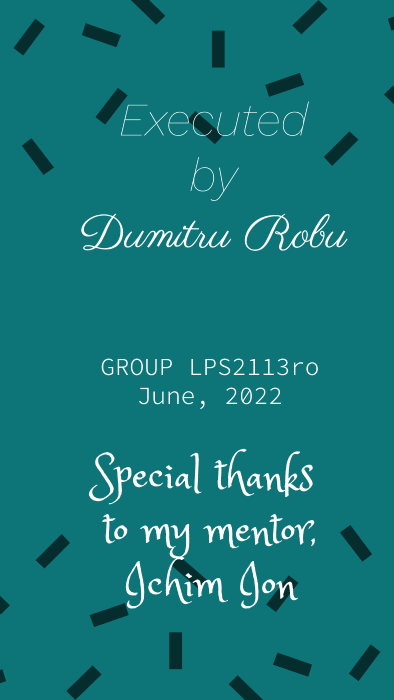 Executed
by
Dumitru Robu
GROUP LPS2113ro
June, 2022
Special thanks
to my mentor,
Ichim Ion